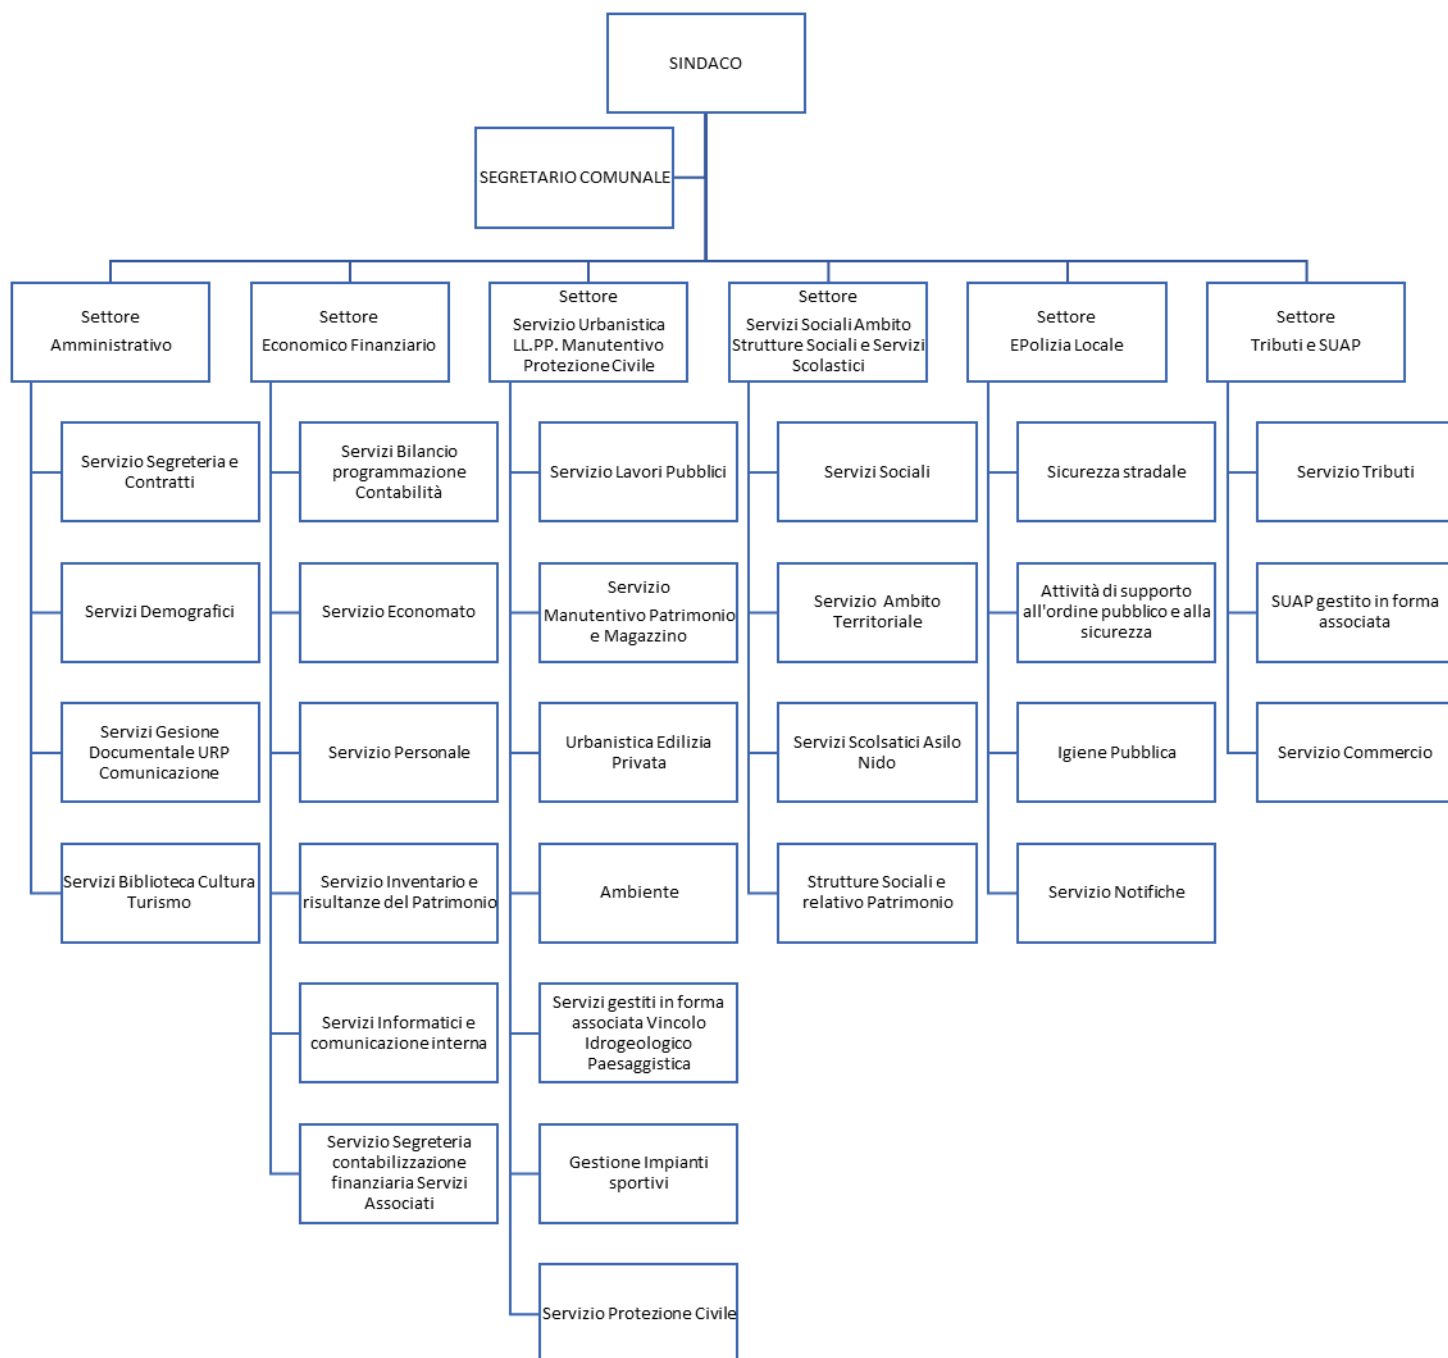 SINDACO
SEGRETARIO COMUNALE
Settore
Amministrativo
Servizio Segreteria e
Contratti
Servizi Demografici
Servizi Gesione
Documentale URP
Comunicazione
Servizi Biblioteca Cultura
Turismo
Settore
Economico Finanziario
Servizi Bilancio
programmazione
Contabilità
Servizio Economato
Servizio Personale
Servizio Inventario e
risultanze del Patrimonio
Servizi Informatici e
comunicazione interna
Servizio Segreteria
contabilizzazione
finanziaria Servizi
Associati
Settore
Servizio Urbanistica
LL.PP. Manutentivo
Protezione Civile
Servizio Lavori Pubblici
Servizio
Manutentivo Patrimonio
e Magazzino
Urbanistica Edilizia
Privata
Ambiente
Servizi gestiti in forma
associata Vincolo
Idrogeologico
Paesaggistica
Gestione Impianti
sportivi
Servizio Protezione Civile
Settore
Servizi Sociali Ambito
Strutture Sociali e Servizi
Scolastici
Servizi Sociali
Servizio Ambito
Territoriale
Servizi Scolsatici Asilo
Nido
Strutture Sociali e
relativo Patrimonio
Settore
EPolizia Locale
Sicurezza stradale
Attività di supporto
all'ordine pubblico e alla
sicurezza
Igiene Pubblica
Servizio Notifiche
Settore
Tributi e SUAP
Servizio Tributi
SUAP gestito in forma
associata
Servizio Commercio